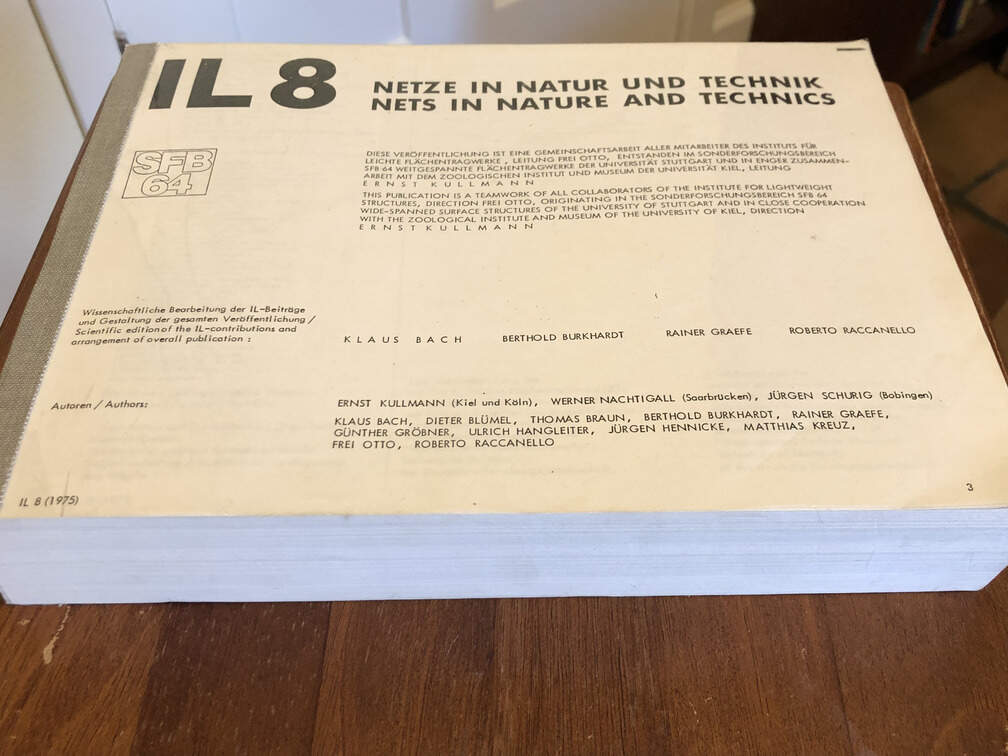 IL 8
NETZE IN NATUR UND TECHNIK
NETS IN NATURE AND TECHNICS
SFB
64
DIESE VERÖFFENTLICHUNG IST EINE GEMEINSCHAFTSARBEIT ALLER MITARBEITER DES INSTITUTS FÜR
LEICHTE FLÄCHENTRAGWERKE , LEITUNG FREI OTTO, ENTSTANDEN IM SONDERFORSCHUNGSBEREICH
SFB 64 WEITGESPANNTE FLÄCHENTRAGWERKE DER UNIVERSITÄT STUTTGART UND IN ENGER ZUSAMMEN-
ARBEIT MIT DEM ZOOLOGISCHEN INSTITUT UND MUSEUM DER UNIVERSITÄT KIEL, LEITUNG
ERNST KULLMANN
THIS PUBLICATION IS A TEAMWORK OF ALL COLLABORATORS OF THE INSTITUTE FOR LIGHTWEIGHT
STRUCTURES, DIRECTION FREI OTTO, ORIGINATING IN THE SONDERFORSCHUNGSBEREICH SFB 64
WIDE-SPANNED SURFACE STRUCTURES OF THE UNIVERSITY OF STUTTGART AND IN CLOSE COOPERATION
WITH THE ZOOLOGICAL INSTITUTE AND MUSEUM OF THE UNIVERSITY OF KIEL, DIRECTION
ERNST KULLMANN
Wissenschaftliche Bearbeitung der IL-Beiträge
und Gestaltung der gesamten Veröffentlichung /
Scientific edition of the IL-contributions and
arrangement of overall publication :
KLAUS BACH BERTHOLD BURKHARDT RAINER GRAEFE ROBERTO RACCANELLO
Autoren / Authors:
ERNST KULLMANN (Kiel und Köln), WERNER NACHTIGALL (Saarbrücken), JÜRGEN SCHURIG (Bobingen)
KLAUS BACH, DIETER BLÜMEL, THOMAS BRAUN, BERTHOLD BURKHARDT, RAINER GRAEFE,
GÜNTHER GRÖBNER, ULRICH HANGLEITER, JÜRGEN HENNICKE, MATTHIAS KREUZ,
FREI OTTO, ROBERTO RACCANELLO
IL 8 (1975)
3